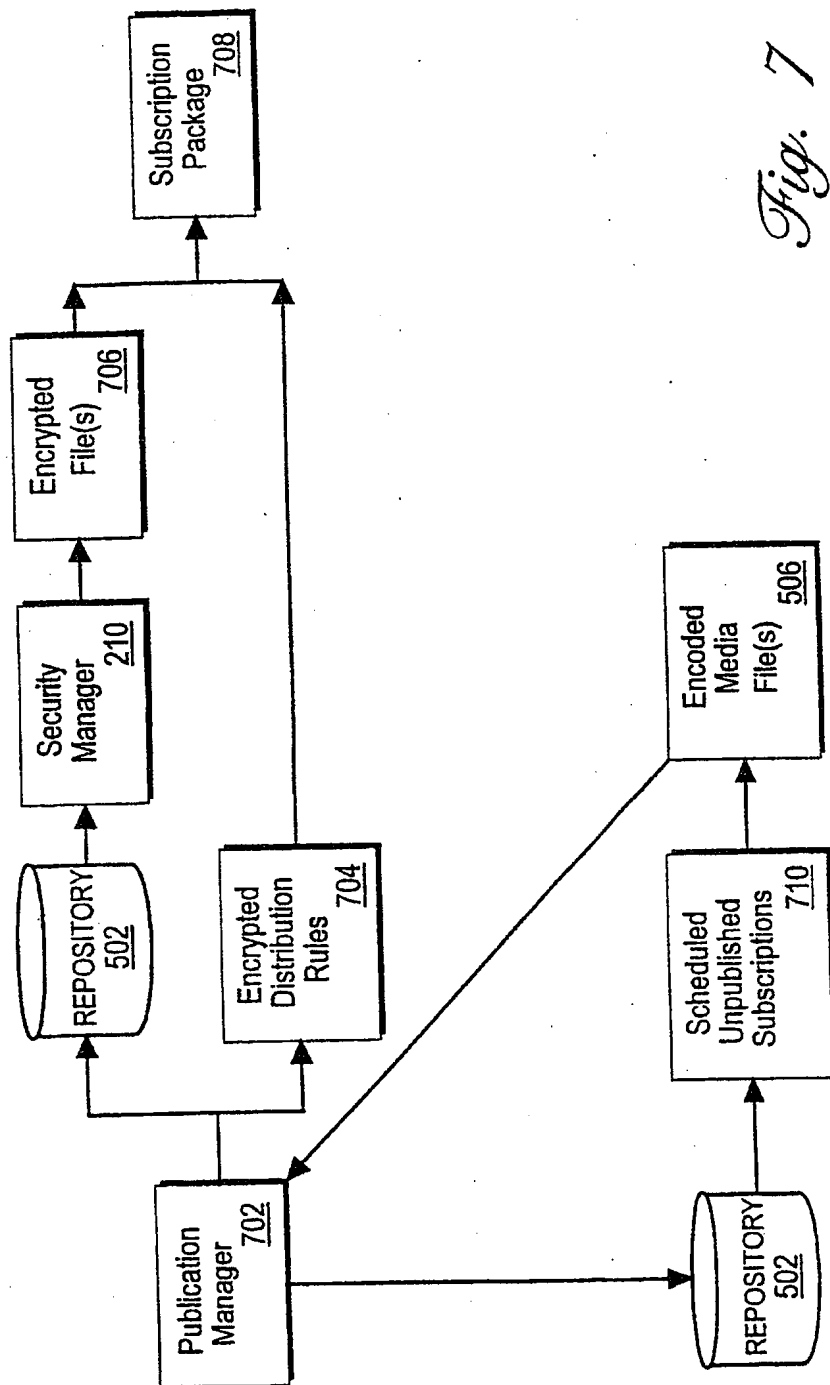 Publication
Manager
702
REPOSITORY
502
Security
Manager
210
Encrypted
File(s)
706
Encrypted
Distribution
Rules
704
Subscription
Package
708
REPOSITORY
502
Scheduled
Unpublished
Subscriptions
710
Encoded
Media
File(s)
506
Fig. 7